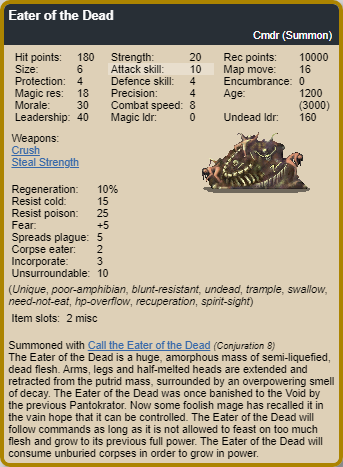 Eater of the Dead
Cmdr (Summon)
Hit points: 180 Strength: 20 Rec points: 10000
Size: 6 Attack skill: 10 Map move: 16
Protection: 4 Defence skill: 4 Encumbrance: 0
Magic res: 18 Precision: 4 Age: 1200
Morale: 30 Combat speed: 8 (3000)
Leadership: 40 Magic ldr: 0 Undead ldr: 160
Weapons:
Crush
Steal Strength
Regeneration: 10%
Resist cold: 15
Resist poison: 25
Fear: +5
Spreads plague: 5
Corpse eater: 2
Incorporate: 3
Unsurroundable: 10
(Unique, poor-amphibian, blunt-resistant, undead, trample, swallow,
need-not-eat, hp-overflow, recuperation, spirit-sight)
Item slots: 2 misc
Summoned with Call the Eater of the Dead (Conjuration 8)
The Eater of the Dead is a huge, amorphous mass of semi-liquefied,
dead flesh. Arms, legs and half-melted heads are extended and
retracted from the putrid mass, surrounded by an overpowering smell
of decay. The Eater of the Dead was once banished to the Void by
the previous Pantokrator. Now some foolish mage has recalled it in
the vain hope that it can be controlled. The Eater of the Dead will
follow commands as long as it is not allowed to feast on too much
flesh and grow to its previous full power. The Eater of the Dead will
consume unburied corpses in order to grow in power.